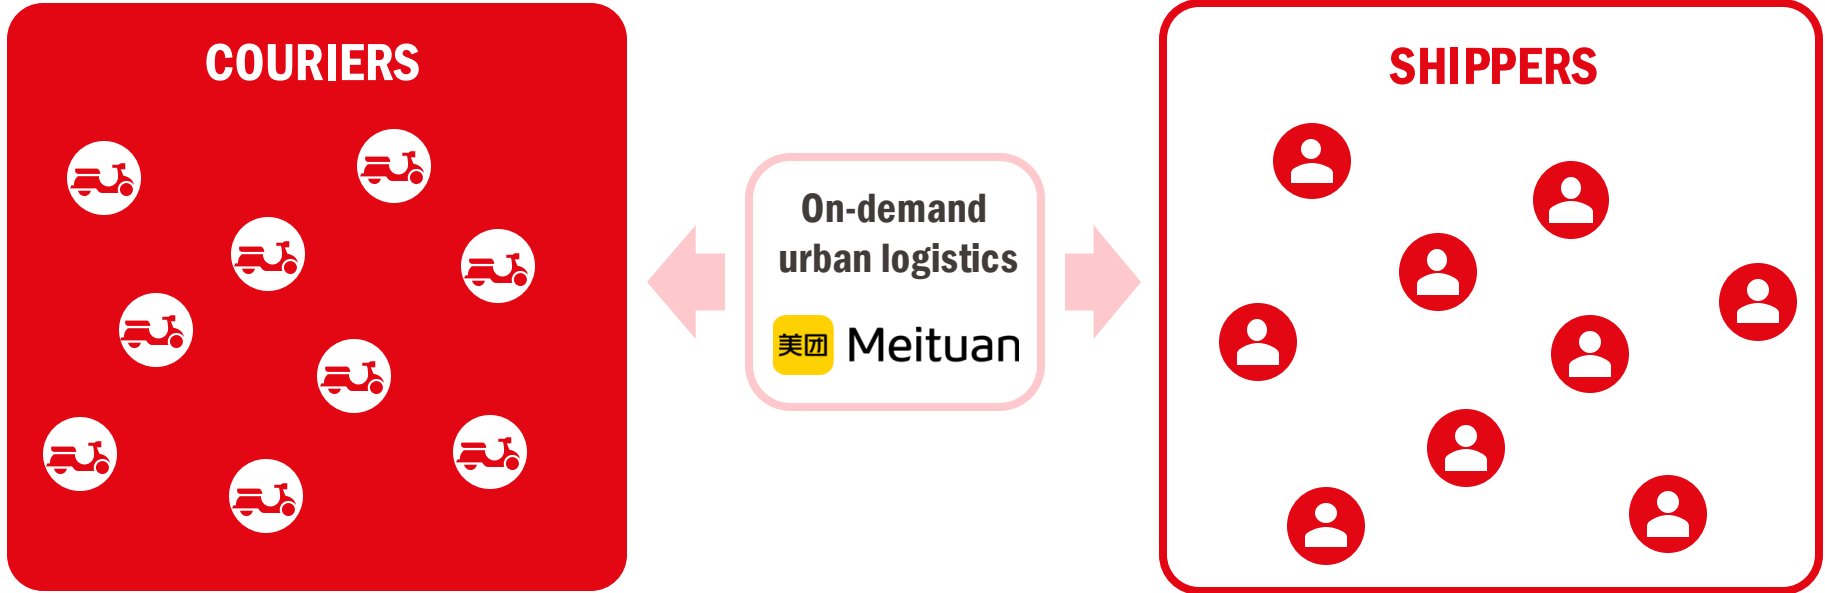 COURIERS
On-demand
urban logistics
美团 Meituan
SHIPPERS